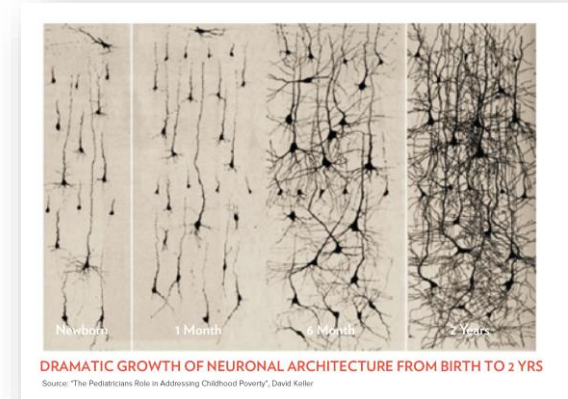 Newborn
1 Month
6 Month
2 Years
DRAMATIC GROWTH OF NEURONAL ARCHITECTURE FROM BIRTH TO 2 YRS
Source: "The Pediatricians Role in Addressing Childhood Poverty", David Keller